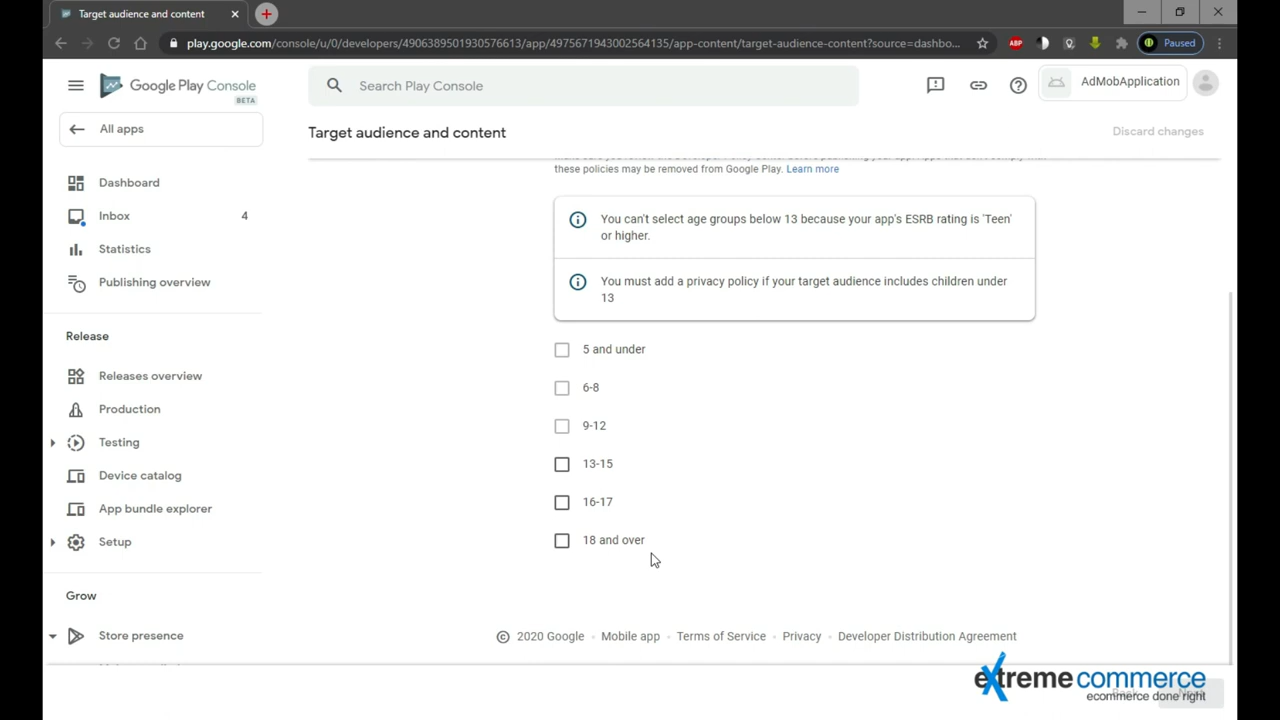 Target audience and content
play.google.com/console/u/0/developers/4906389501930576613/app/4975671943002564135/app-content/target-audience-content?source=dashbo...
ABP
Paused
Google Play Console
BETA
Search Play Console
AdMobApplication
All apps
Target audience and content
Discard changes
these policies may be removed from Google Play. Learn more
Dashboard
Inbox 4
Statistics
Publishing overview
Release
Releases overview
Production
Testing
Device catalog
App bundle explorer
Setup
Grow
Store presence
You can't select age groups below 13 because your app's ESRB rating is 'Teen'
or higher.
You must add a privacy policy if your target audience includes children under
13
5 and under
6-8
9-12
13-15
16-17
18 and over
© 2020 Google • Mobile app • Terms of Service • Privacy • Developer Distribution Agreement
extreme commerce
ecommerce done right